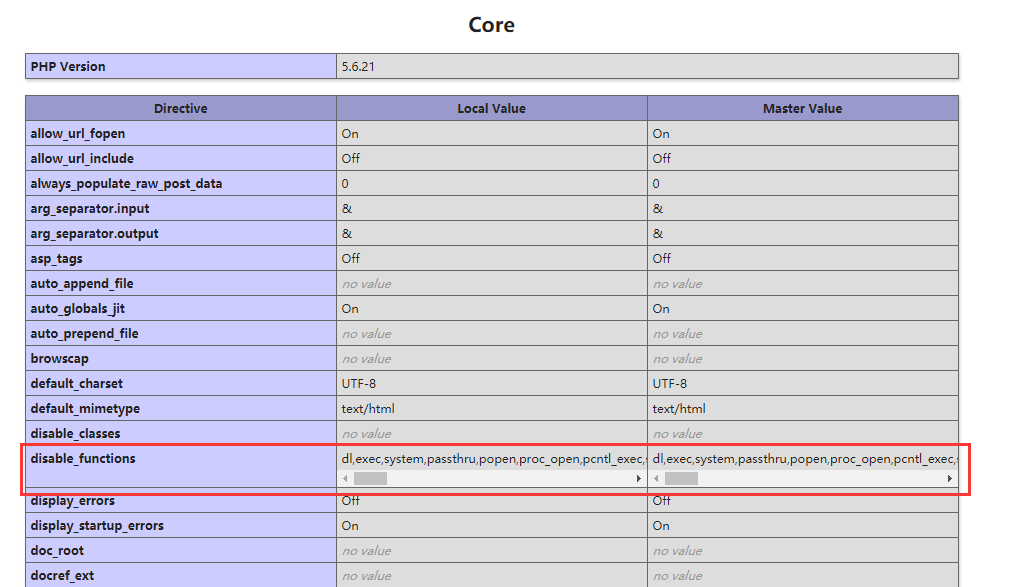 Core
PHP Version 5.6.21
Directive Local Value Master Value
allow_url_fopen On On
allow_url_include Off Off
always_populate_raw_post_data 0 0
arg_separator.input & &
arg_separator.output & &
asp_tags Off Off
auto_append_file no value no value
auto_globals_jit On On
auto_prepend_file no value no value
browscap no value no value
default_charset UTF-8 UTF-8
default_mimetype text/html text/html
disable_classes no value no value
disable_functions dl,exec,system,passthru,popen,proc_open,pcntl_exec, dl,exec,system,passthru,popen,proc_open,pcntl_exec,
display_errors Off Off
display_startup_errors On On
doc_root no value no value
docref_ext no value no value